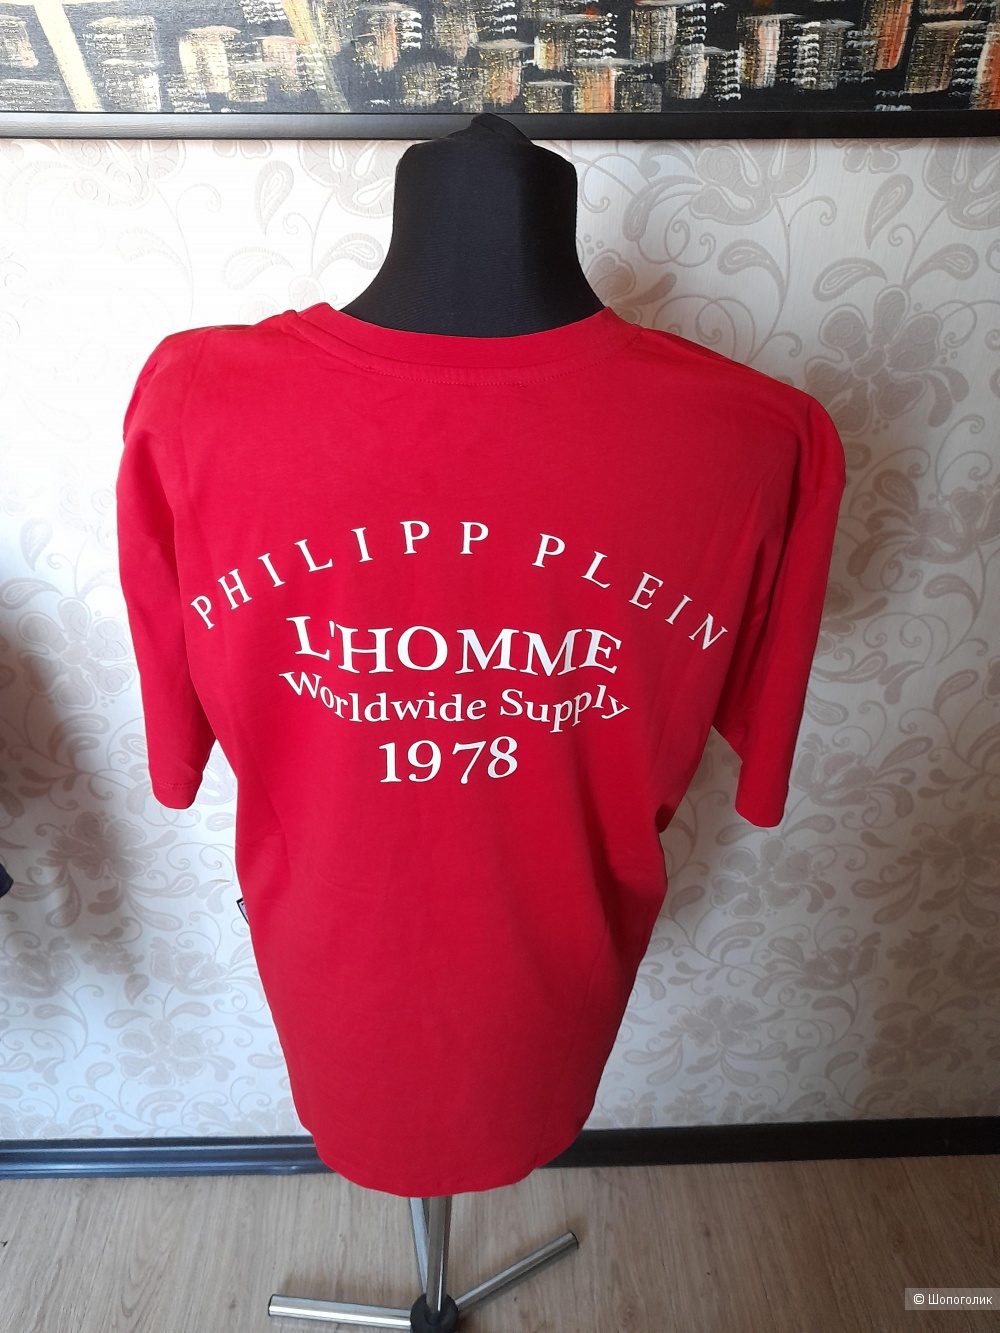 PHILIPP PLEIN
L'HOMME
Worldwide Supply
1978
© Шопоголик